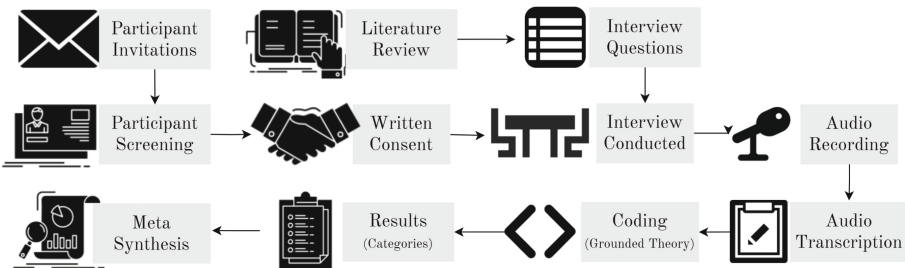 Participant
Invitations
Literature
Review
Interview
Questions
Participant
Screening
Written
Consent
Interview
Conducted
Audio
Recording
Meta
Synthesis
Results
(Categories)
Coding
(Grounded Theory)
Audio
Transcription